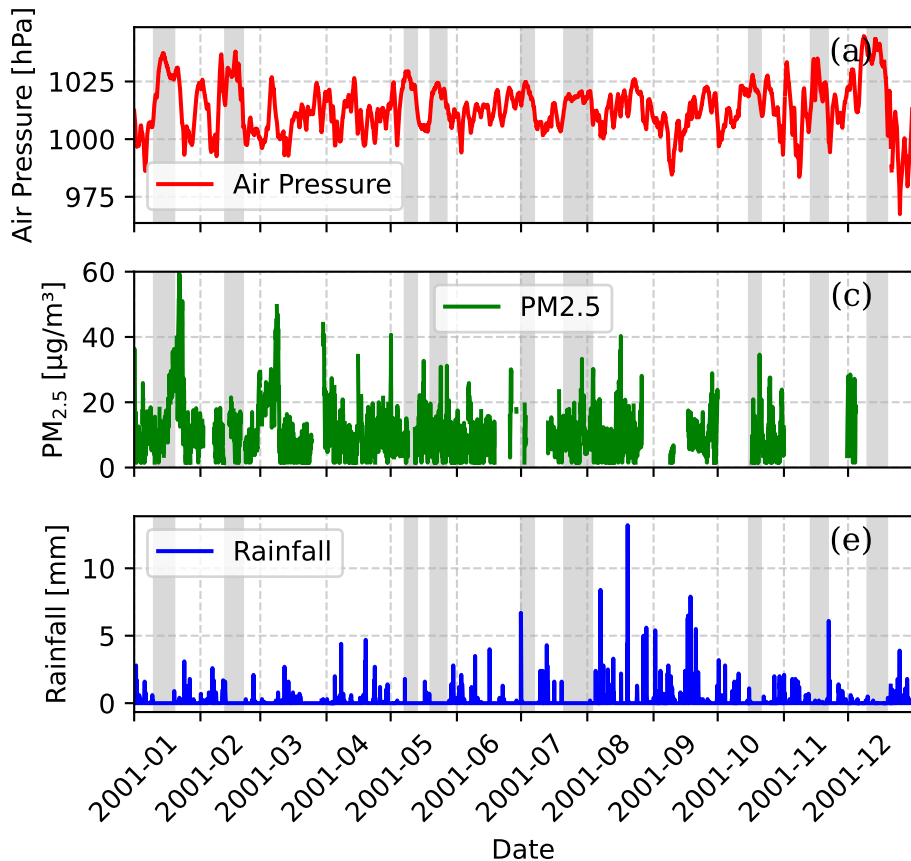 Air Pressure [hPa]
1025
1000
975
(a)
Air Pressure
PM₂.₅ [µg/m³]
60
40
20
0
(c)
PM2.5
Rainfall [mm]
10
5
0
(e)
Rainfall
2001-01
2001-02
2001-03
2001-04
2001-05
2001-06
2001-07
2001-08
2001-09
2001-10
2001-11
2001-12
Date